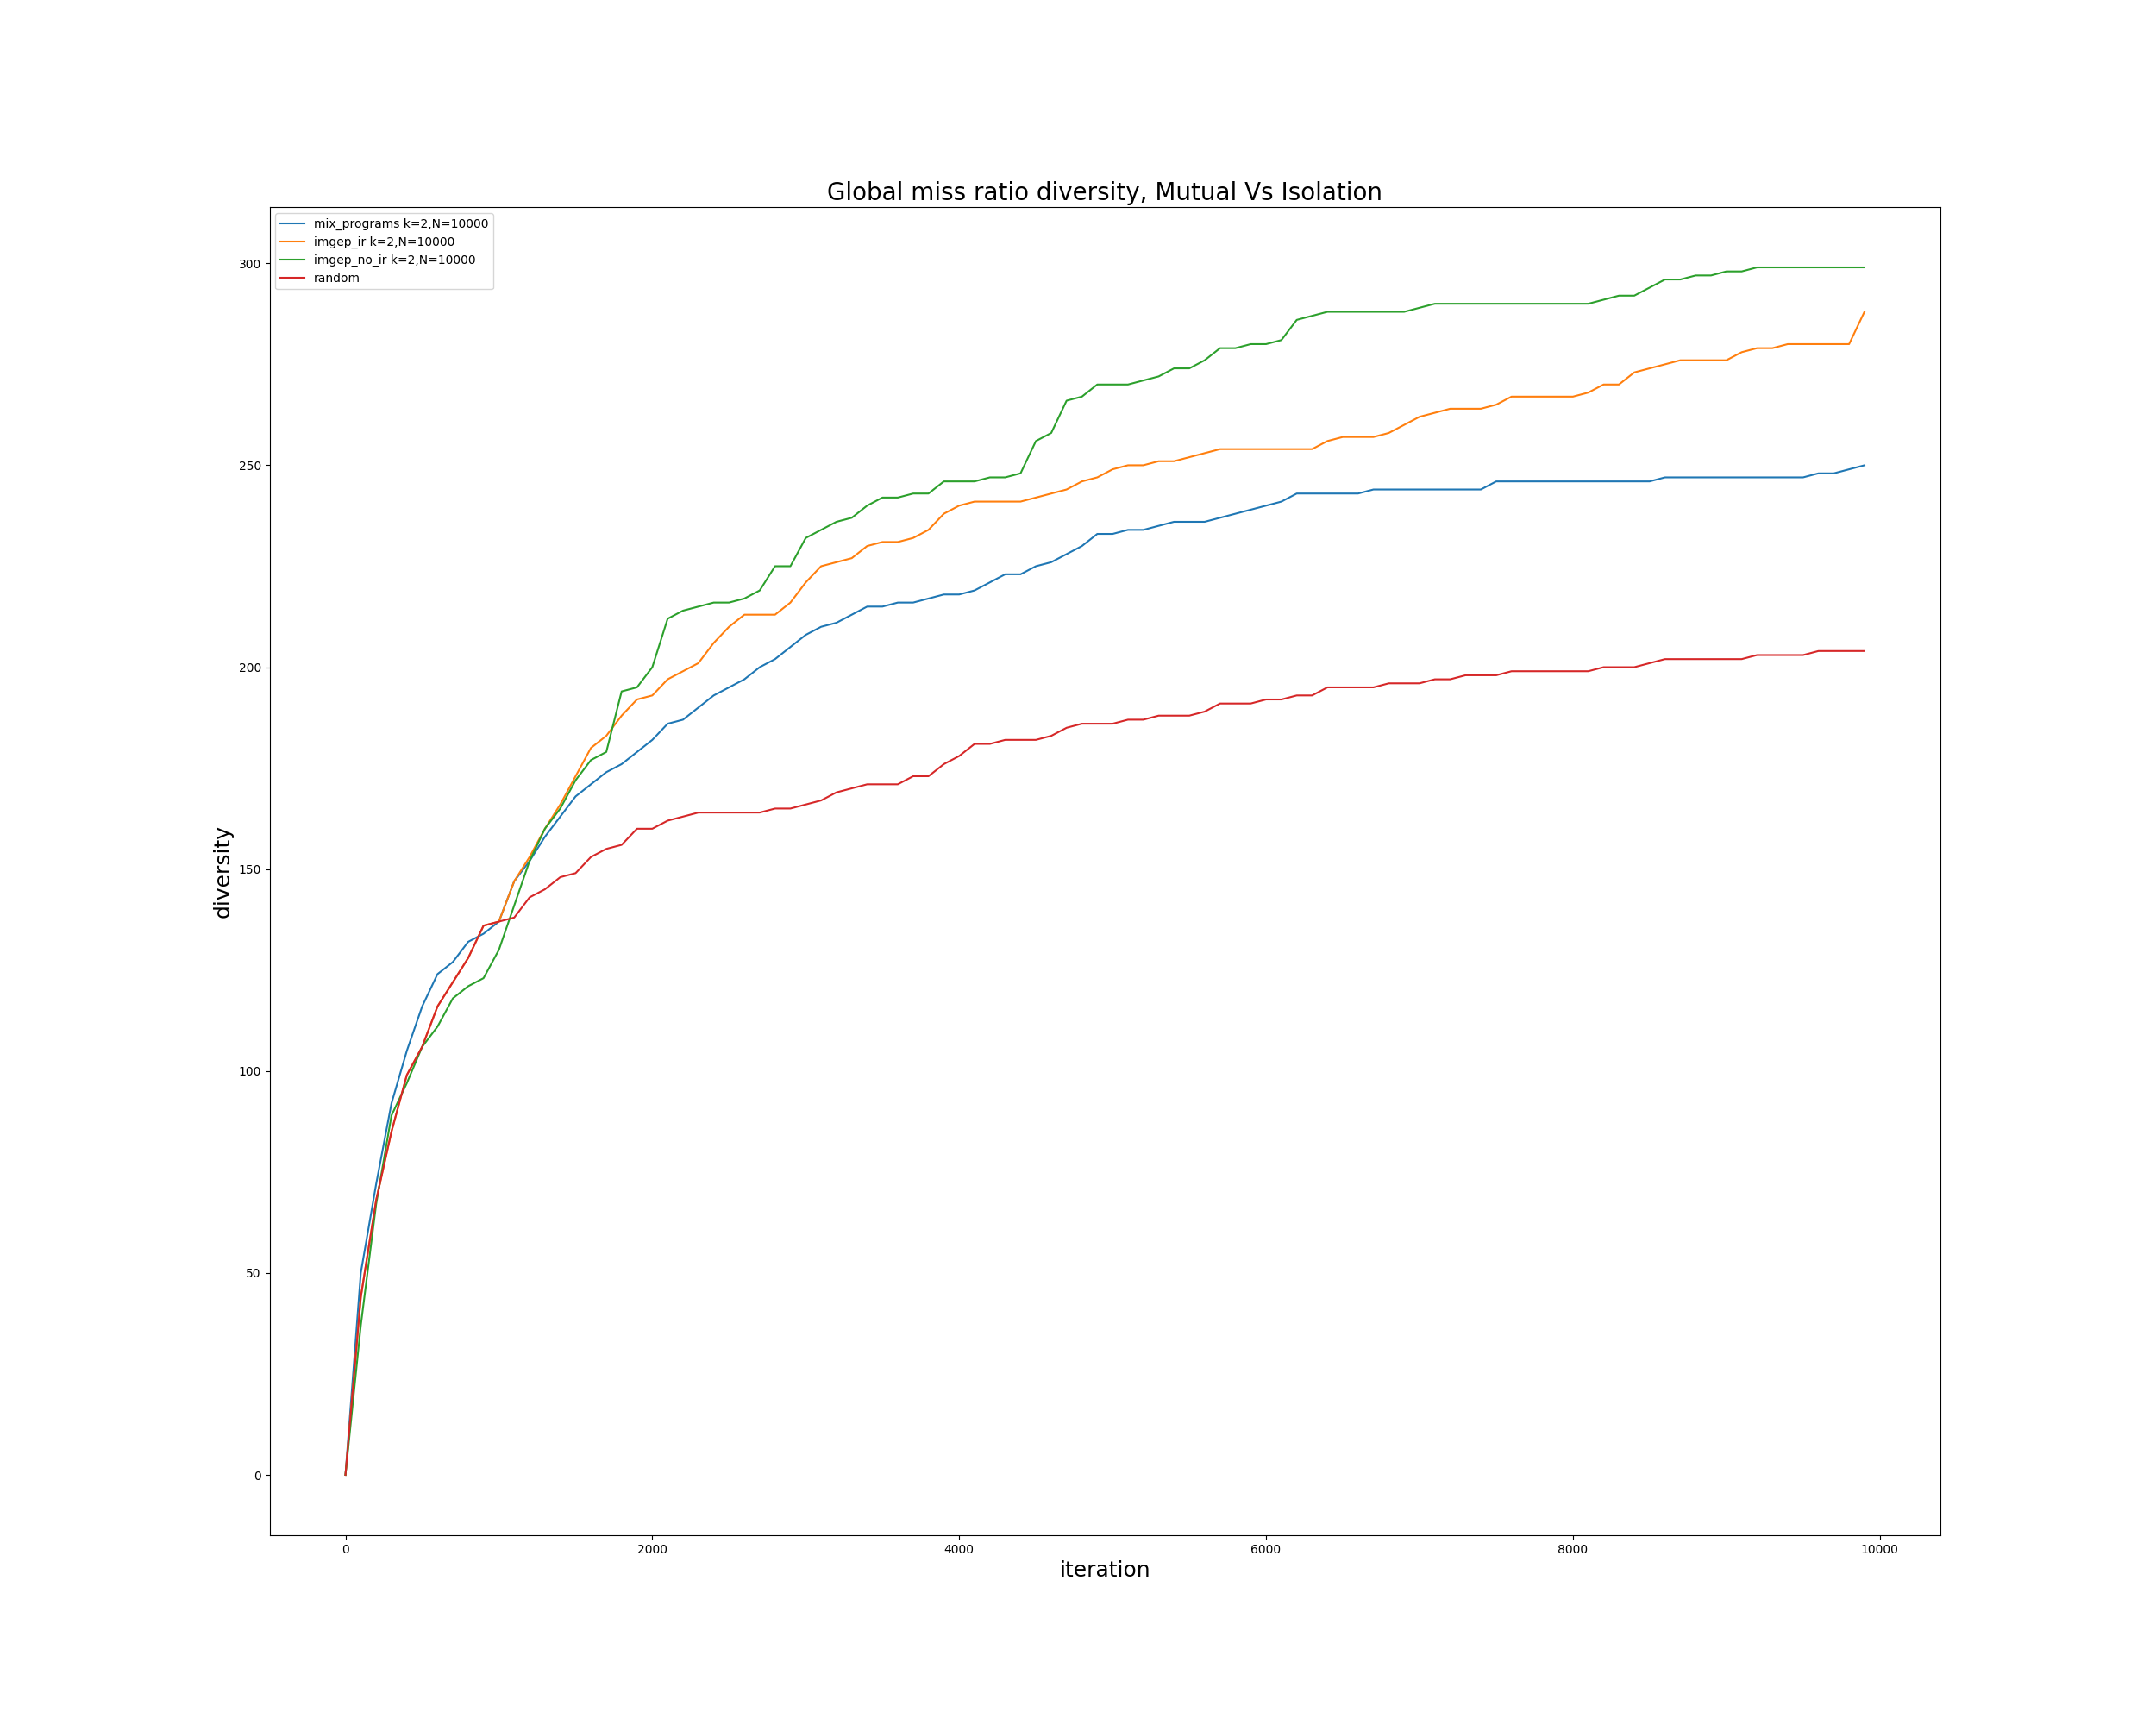 Global miss ratio diversity, Mutual Vs Isolation
mix_programs k=2,N=10000
imgep_ir k=2,N=10000
imgep_no_ir k=2,N=10000
random
300
250
200
150
100
50
0
diversity
0 2000 4000 6000 8000 10000
iteration